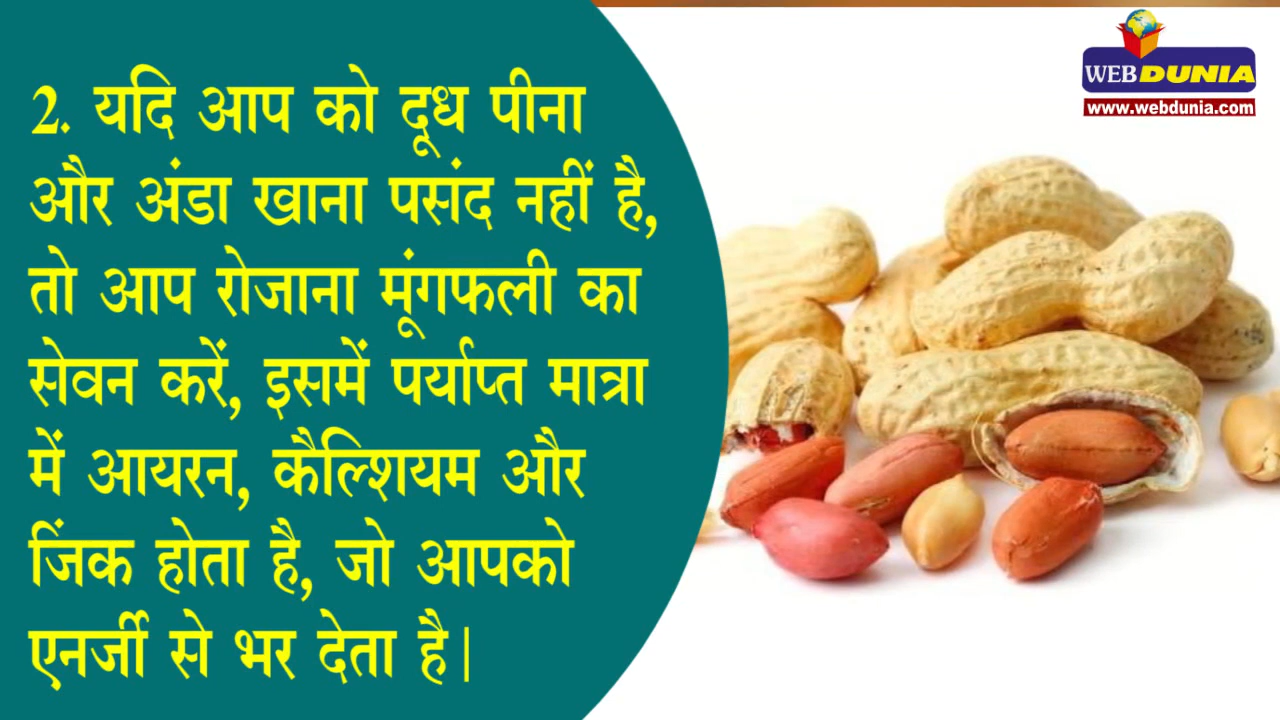 WEBDUNIA
www.webdunia.com
2. यदि आप को दूध पीना
और अंडा खाना पसंद नहीं है,
तो आप रोजाना मूंगफली का
सेवन करें, इसमें पर्याप्त मात्रा
में आयरन, कैल्शियम और
जिंक होता है, जो आपको
एनर्जी से भर देता है।